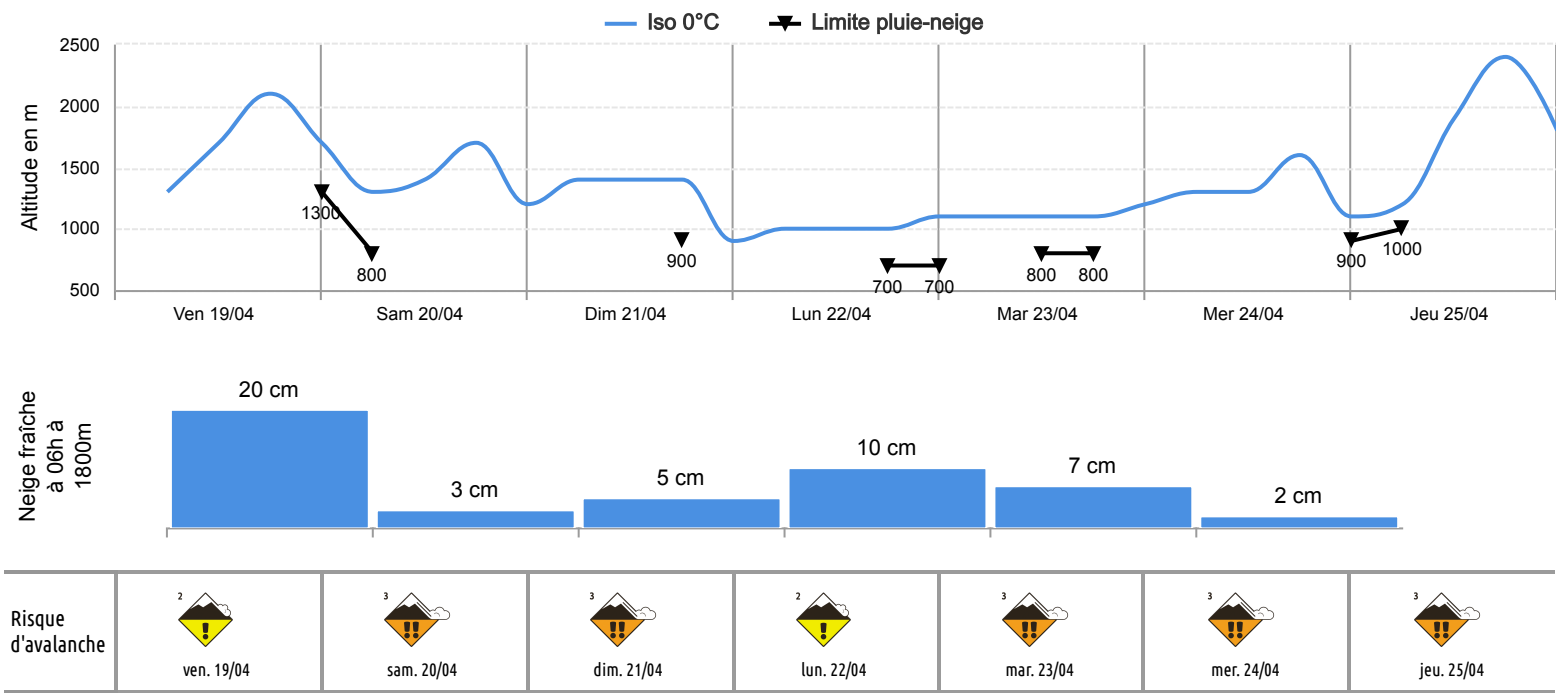 Iso 0°C Limite pluie-neige
Altitude en m
2500
2000
1500
1000
500
1300
800
900
700 700
800 800
900
1000
Ven 19/04 Sam 20/04 Dim 21/04 Lun 22/04 Mar 23/04 Mer 24/04 Jeu 25/04
Neige fraîche
à 06h à
1800m
20 cm
3 cm
5 cm
10 cm
7 cm
2 cm
Risque
d'avalanche
2 3 3 2 3 3 3
! !! !! ! !! !! !!
ven. 19/04 sam. 20/04 dim. 21/04 lun. 22/04 mar. 23/04 mer. 24/04 jeu. 25/04